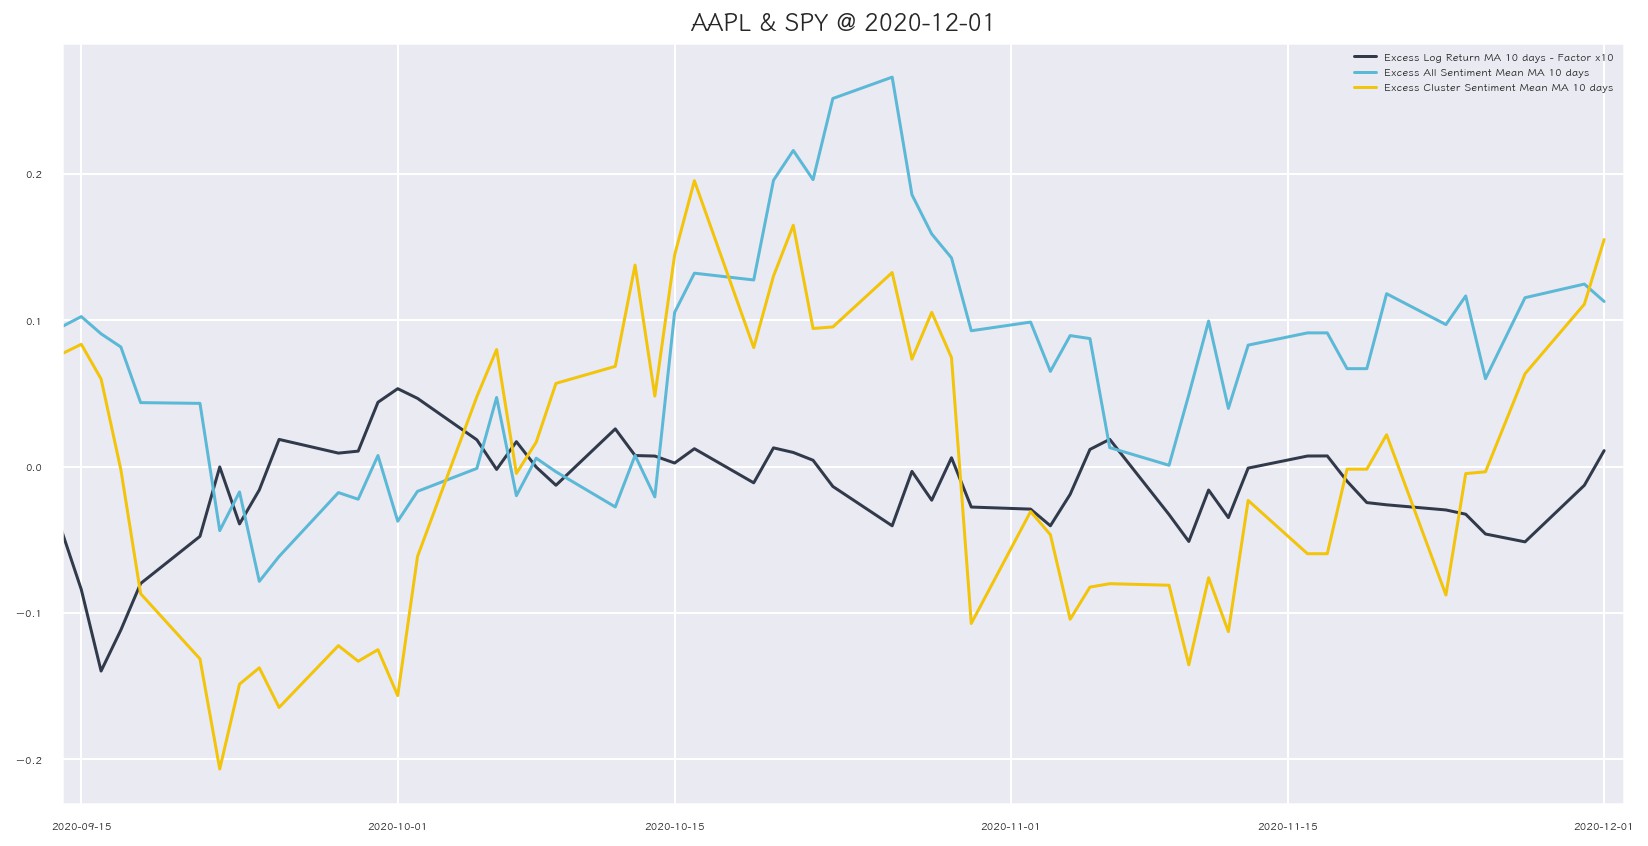 AAPL & SPY @ 2020-12-01
Excess Log Return MA 10 days - Factor x10
Excess All Sentiment Mean MA 10 days
Excess Cluster Sentiment Mean MA 10 days
0.2
0.1
0.0
−0.1
−0.2
2020-09-15 2020-10-01 2020-10-15 2020-11-01 2020-11-15 2020-12-01